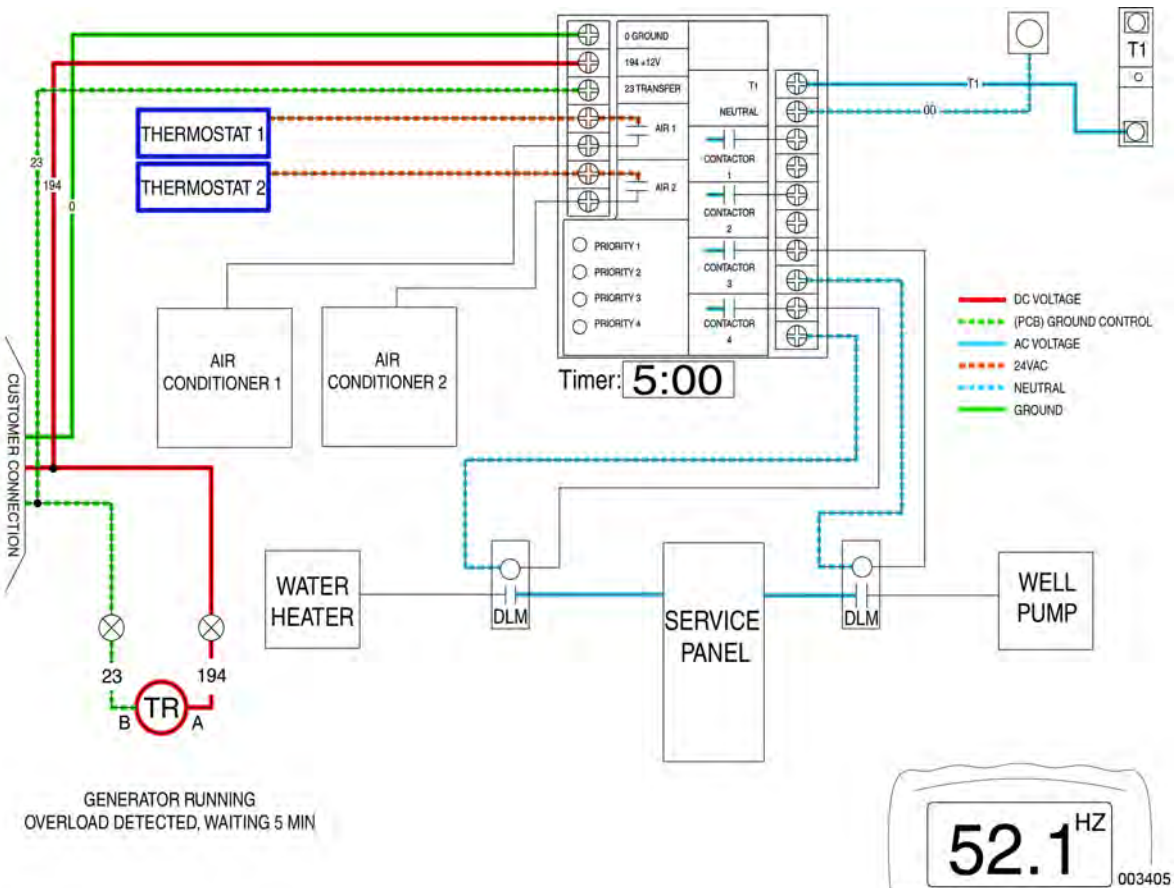 0 GROUND
194 +12V
23 TRANSFER
AIR 1
AIR 2
T1
NEUTRAL
CONTACTOR
1
CONTACTOR
2
CONTACTOR
3
CONTACTOR
4
PRIORITY 1
PRIORITY 2
PRIORITY 3
PRIORITY 4
Timer: 5:00
T1
00
T1
THERMOSTAT 1
THERMOSTAT 2
23
194
0
AIR
CONDITIONER 1
AIR
CONDITIONER 2
DC VOLTAGE
(PCB) GROUND CONTROL
AC VOLTAGE
24VAC
NEUTRAL
GROUND
CUSTOMER CONNECTION
WATER
HEATER
DLM
SERVICE
PANEL
DLM
WELL
PUMP
23
194
B
TR
A
GENERATOR RUNNING
OVERLOAD DETECTED, WAITING 5 MIN
52.1 HZ
003405